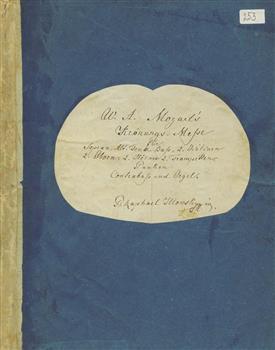 253
W. A. Mozart's
Krönungs-Messe
für
Sopran, Alt, Tenor, Bass, 2 Violinen
2 Oboen, 2 Hörner, 2 Trompetten
Pauken
Contrabass und Orgel.
P. Raphael